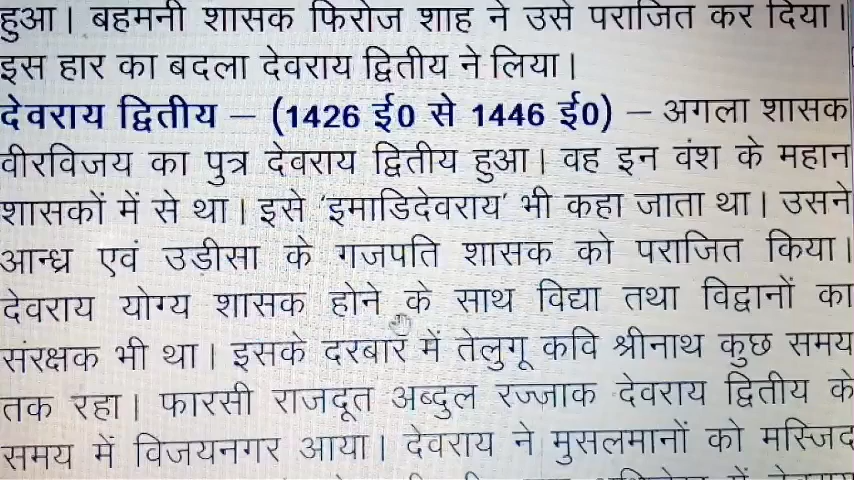 हुआ। बहमनी शासक फिरोज शाह ने उसे पराजित कर दिया।
इस हार का बदला देवराय द्वितीय ने लिया।
देवराय द्वितीय – (1426 ई0 से 1446 ई0) – अगला शासक
वीरविजय का पुत्र देवराय द्वितीय हुआ। वह इन वंश के महान
शासकों में से था। इसे 'इमाडिदेवराय' भी कहा जाता था। उसने
आन्ध्र एवं उड़ीसा के गजपति शासक को पराजित किया।
देवराय योग्य शासक होने के साथ विद्या तथा विद्वानों का
संरक्षक भी था। इसके दरबार में तेलुगू कवि श्रीनाथ कुछ समय
तक रहा। फारसी राजदूत अब्दुल रज्जाक देवराय द्वितीय के
समय में विजयनगर आया। देवराय ने मुसलमानों को मस्जिद